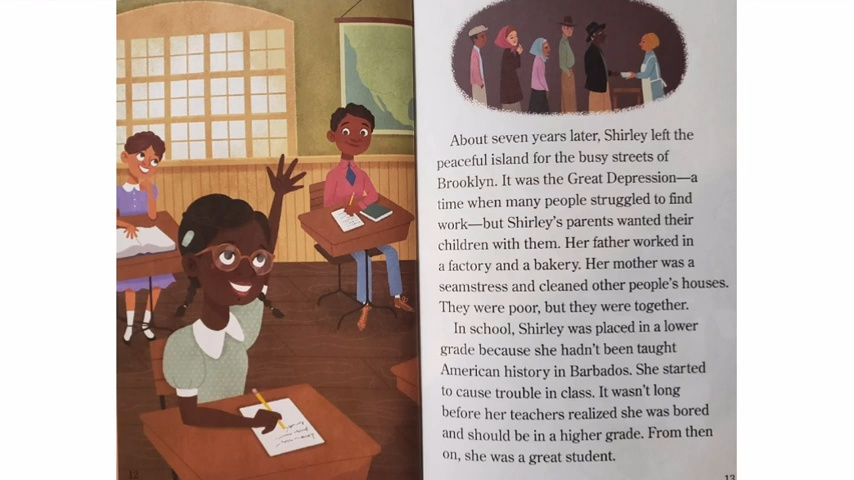 About seven years later, Shirley left the
peaceful island for the busy streets of
Brooklyn. It was the Great Depression—a
time when many people struggled to find
work—but Shirley's parents wanted their
children with them. Her father worked in
a factory and a bakery. Her mother was a
seamstress and cleaned other people's houses.
They were poor, but they were together.
In school, Shirley was placed in a lower
grade because she hadn't been taught
American history in Barbados. She started
to cause trouble in class. It wasn't long
before her teachers realized she was bored
and should be in a higher grade. From then
on, she was a great student.
12
13